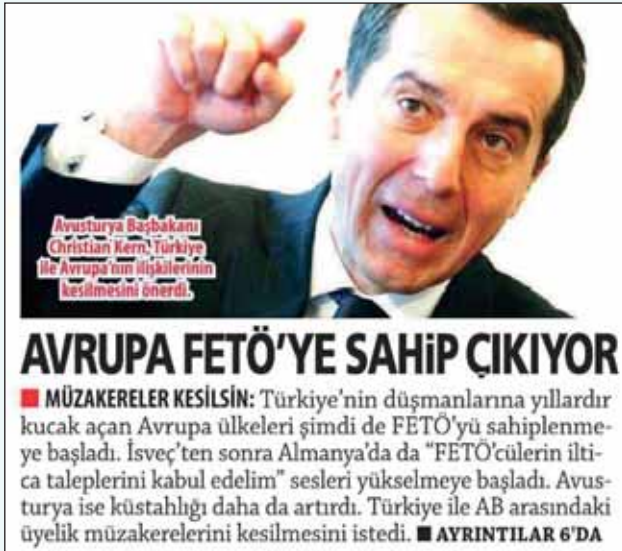 Avusturya Başbakanı
Christian Kern, Türkiye
ile Avrupa'nın ilişkilerinin
kesilmesini önerdi.
AVRUPA FETÖ'YE SAHİP ÇIKIYOR
■ MÜZAKERELER KESİLSİN: Türkiye'nin düşmanlarına yıllardır
kucak açan Avrupa ülkeleri şimdi de FETÖ'yü sahiplenme-
ye başladı. İsveç'ten sonra Almanya'da da “FETÖ'cülerin ilti-
ca taleplerini kabul edelim” sesleri yükselmeye başladı. Avus-
turya ise küstahlığı daha da artırdı. Türkiye ile AB arasındaki
üyelik müzakerelerini kesilmesini istedi. ■ AYRINTILAR 6'DA